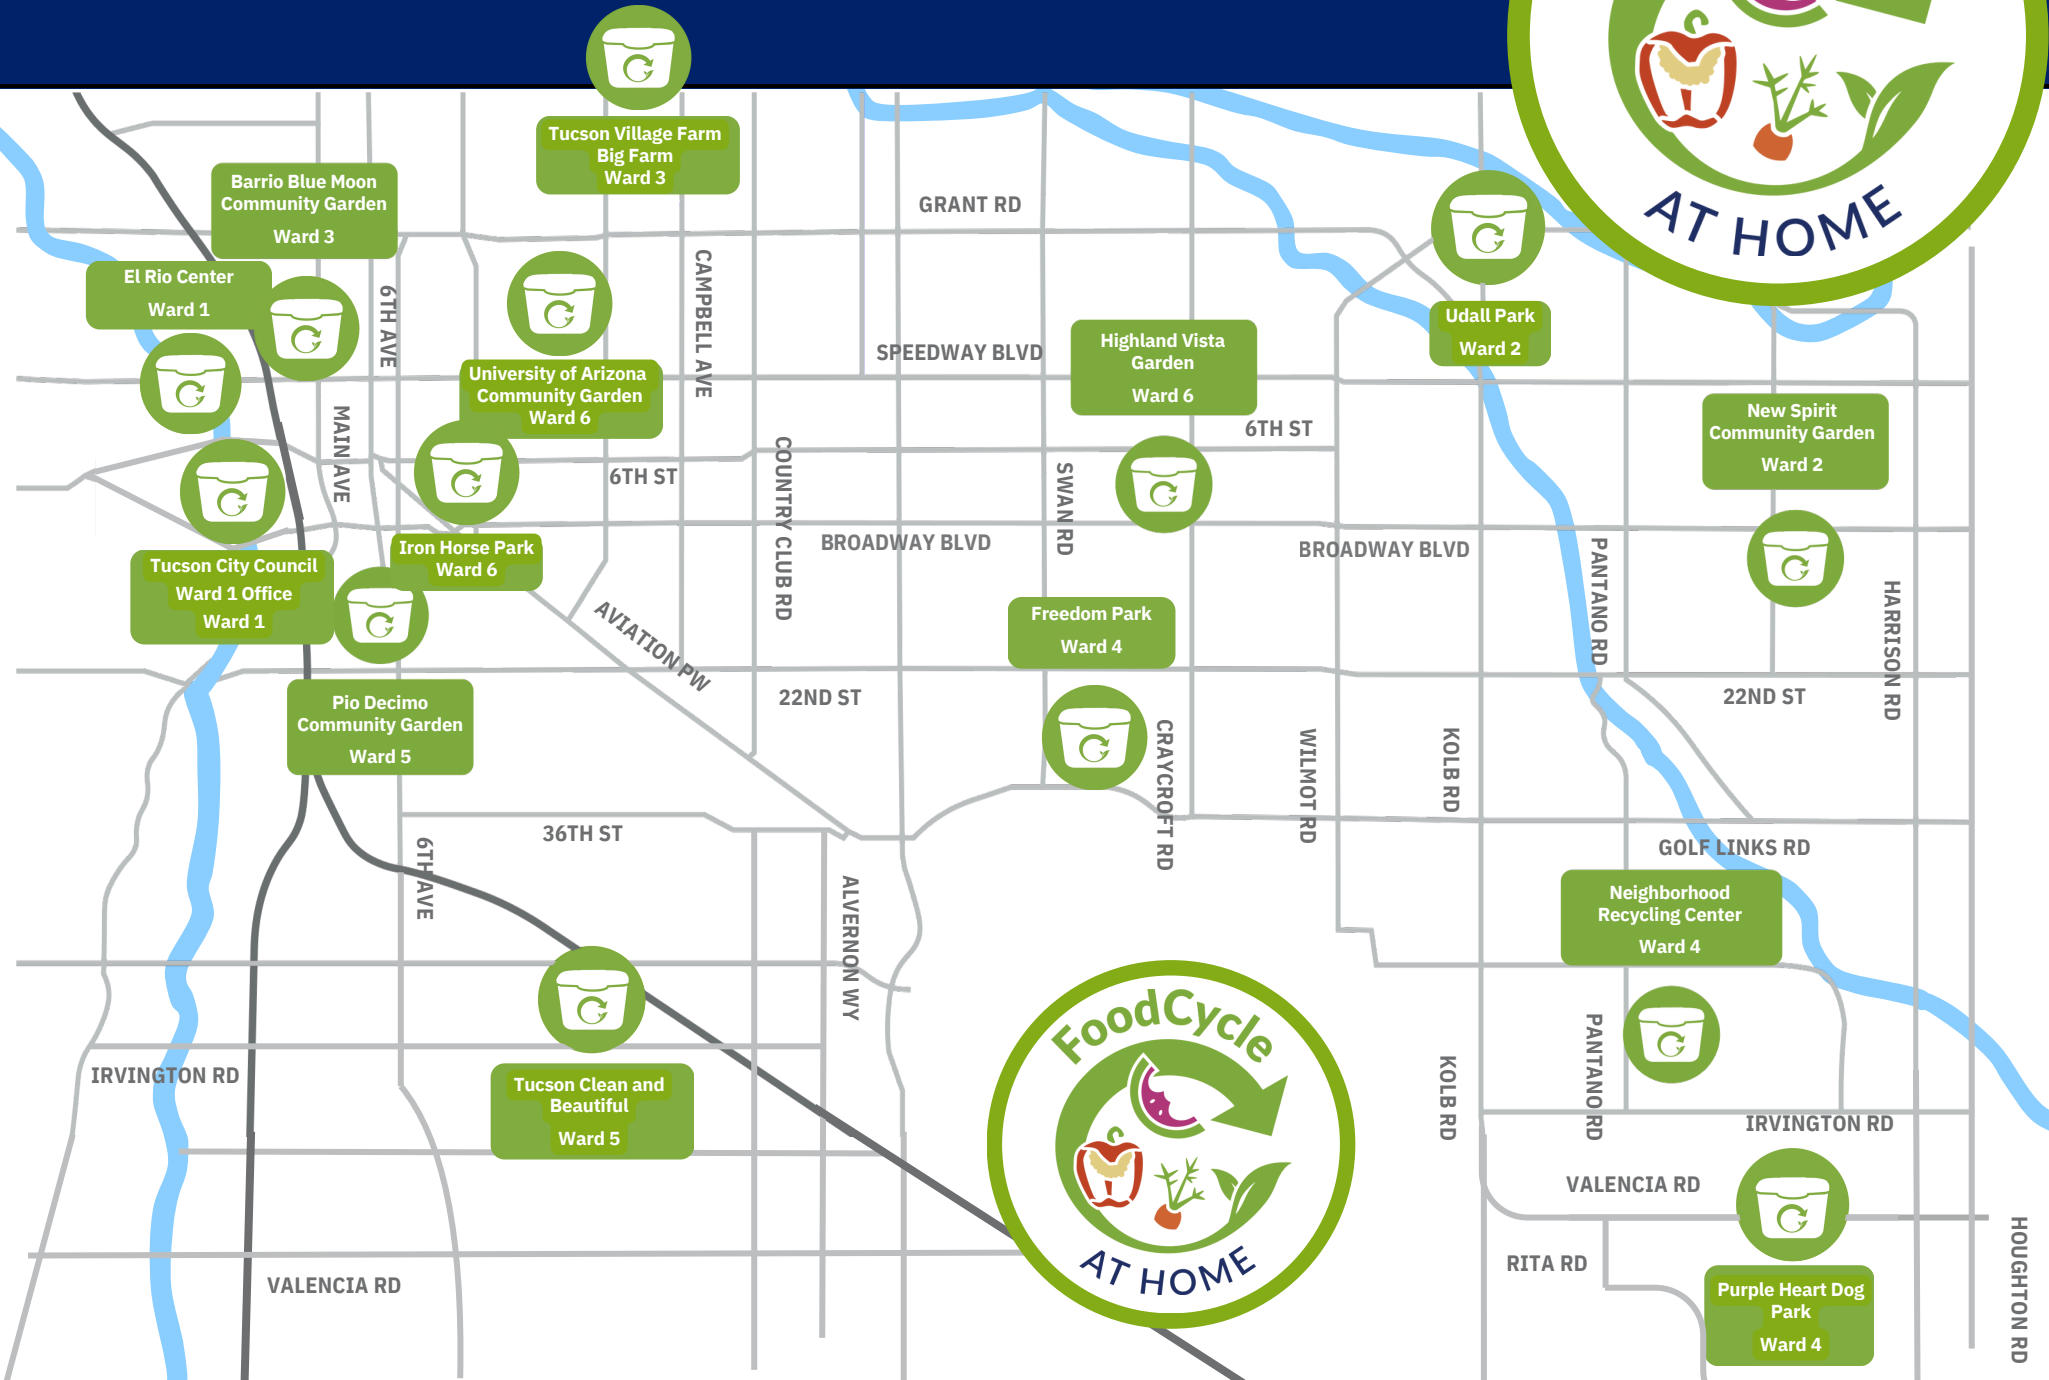 Tucson Village Farm
Big Farm
Ward 3
Barrio Blue Moon
Community Garden
Ward 3
GRANT RD
AT HOME
El Rio Center
Ward 1
6TH AVE
CAMPBELL AVE
Udall Park
Ward 2
SPEEDWAY BLVD
Highland Vista
Garden
Ward 6
University of Arizona
Community Garden
Ward 6
MAIN AVE
6TH ST
6TH ST
New Spirit
Community Garden
Ward 2
COUNTRY CLUB RD
SWAN RD
BROADWAY BLVD
BROADWAY BLVD
PANTANO RD
HARRISON RD
Iron Horse Park
Ward 6
Tucson City Council
Ward 1 Office
Ward 1
AVIATION PW
Freedom Park
Ward 4
22ND ST
22ND ST
Pio Decimo
Community Garden
Ward 5
CRAYCROFT RD
WILMOT RD
KOLB RD
36TH ST
6TH AVE
GOLF LINKS RD
ALVERNON WY
Neighborhood
Recycling Center
Ward 4
FoodCycle
AT HOME
IRVINGTON RD
Tucson Clean and
Beautiful
Ward 5
KOLB RD
PANTANO RD
IRVINGTON RD
VALENCIA RD
RITA RD
VALENCIA RD
Purple Heart Dog
Park
Ward 4
HOUGHTON RD